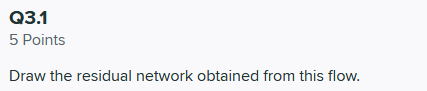 Q3.1
5 Points
Draw the residual network obtained from this flow.